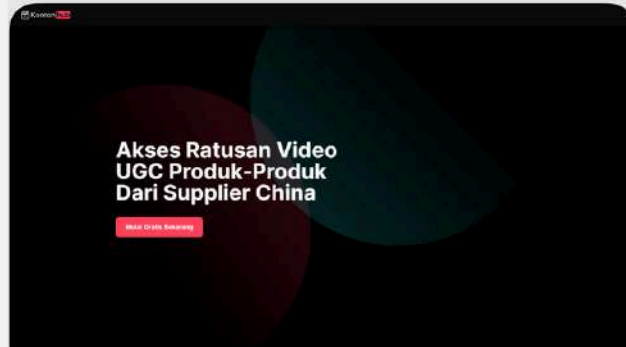 Akses Ratusan Video
UGC Produk-Produk
Dari Supplier China
Mulai Gratis Sekarang